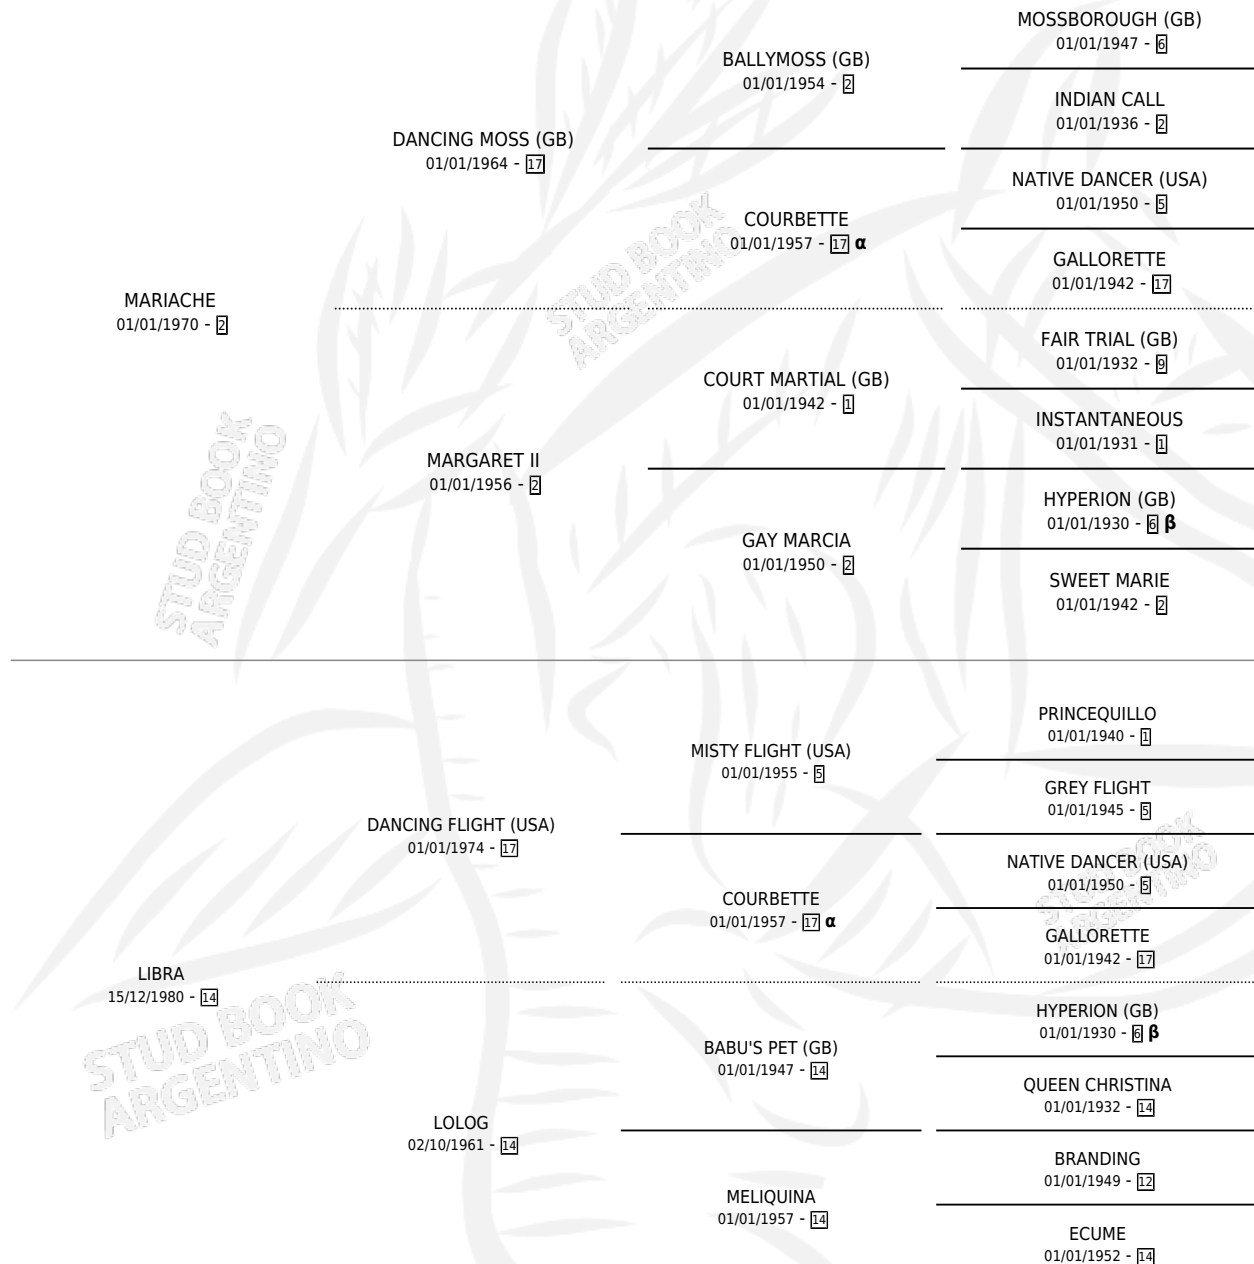 MOSSBOROUGH (GB)
01/01/1947 - 6
BALLYMOSS (GB)
01/01/1954 - 2
INDIAN CALL
01/01/1936 - 2
DANCING MOSS (GB)
01/01/1964 - 17
NATIVE DANCER (USA)
01/01/1950 - 5
COURBETTE
01/01/1957 - 17 α
GALLORETTE
01/01/1942 - 17
MARIACHE
01/01/1970 - 2
FAIR TRIAL (GB)
01/01/1932 - 9
COURT MARTIAL (GB)
01/01/1942 - 1
INSTANTANEOUS
01/01/1931 - 1
MARGARET II
01/01/1956 - 2
HYPERION (GB)
01/01/1930 - 6 β
GAY MARCIA
01/01/1950 - 2
SWEET MARIE
01/01/1942 - 2
PRINCEQUILLO
01/01/1940 - 1
MISTY FLIGHT (USA)
01/01/1955 - 5
GREY FLIGHT
01/01/1945 - 5
DANCING FLIGHT (USA)
01/01/1974 - 17
NATIVE DANCER (USA)
01/01/1950 - 5
COURBETTE
01/01/1957 - 17 α
GALLORETTE
01/01/1942 - 17
LIBRA
15/12/1980 - 14
HYPERION (GB)
01/01/1930 - 6 β
BABU'S PET (GB)
01/01/1947 - 14
QUEEN CHRISTINA
01/01/1932 - 14
LOLOG
02/10/1961 - 14
BRANDING
01/01/1949 - 12
MELIQUINA
01/01/1957 - 14
ECUME
01/01/1952 - 14
STUD BOOK
ARGENTINO
STUD BOOK
ARGENTINO
STUD BOOK
ARGENTINO
STUD BOOK
ARGENTINO